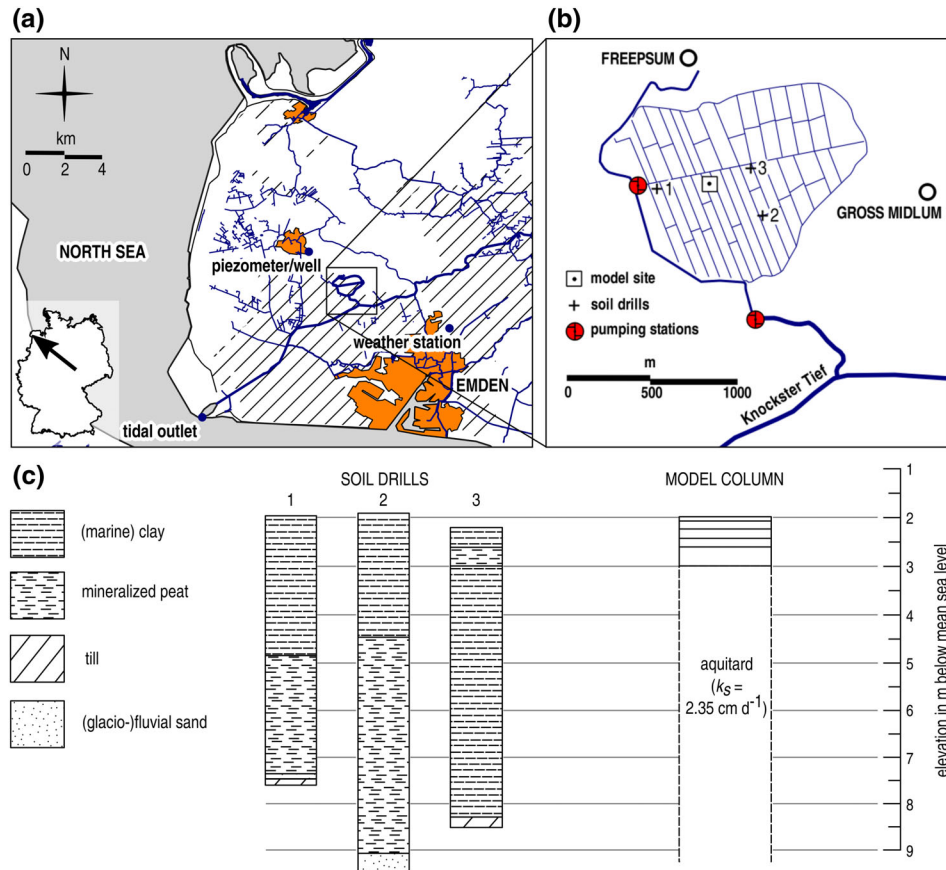 (a)
N
km
0 2 4
NORTH SEA
piezometer/well
weather station
EMDEN
tidal outlet
(b)
FREEPSUM
1
3
2
GROSS MIDLUM
model site
soil drills
pumping stations
m
0 500 1000
Knockster Tief
(c)
SOIL DRILLS
1 2 3
MODEL COLUMN
(marine) clay
mineralized peat
till
(glacio-)fluvial sand
aquitard
(ks =
2.35 cm d-1)
1
2
3
4
5
6
7
8
9
elevation in m below mean sea level